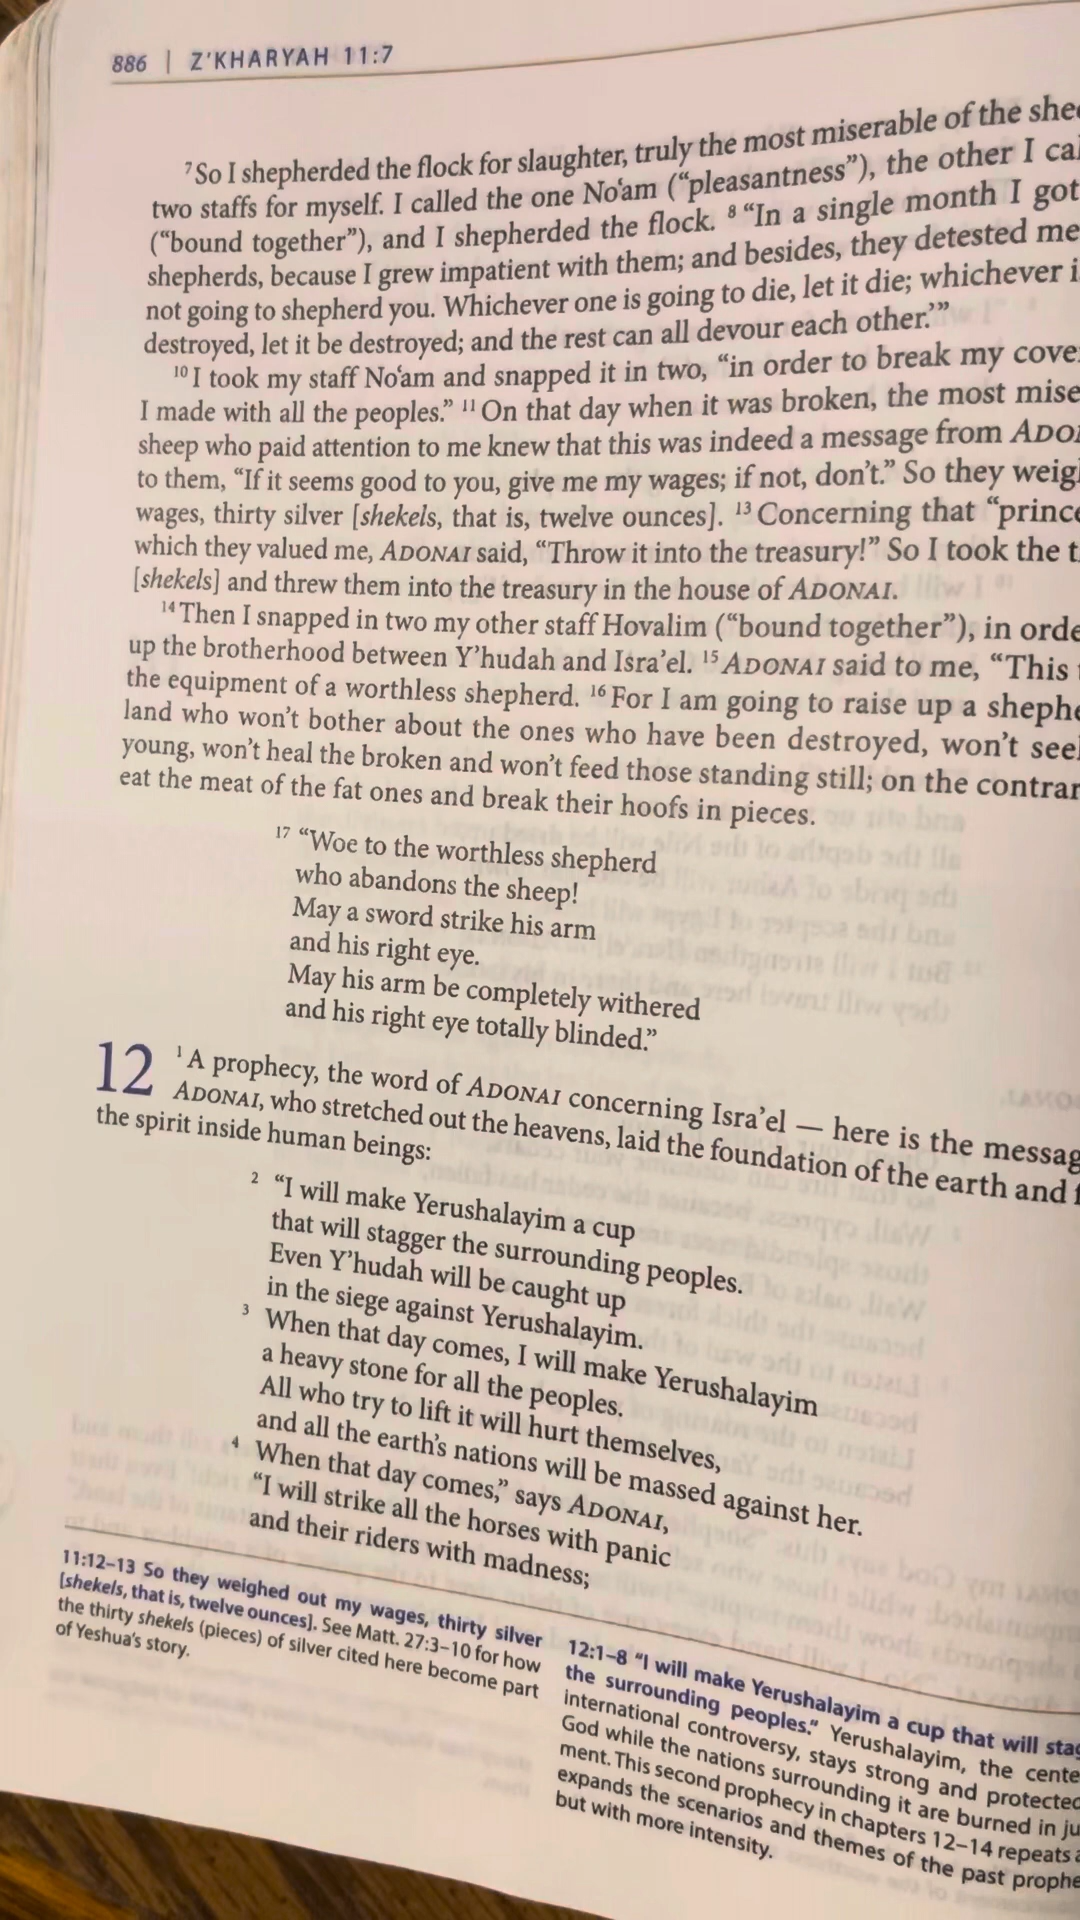 886 | Z'KHARYAH 11:7
7 So I shepherded the flock for slaughter, truly the most miserable of the
two staffs for myself. I called the one No'am (“pleasantness”), the other I
(“bound together”), and I shepherded the flock. 8 “In a single month I got
shepherds, because I grew impatient with them; and besides, they detested me
not going to shepherd you. Whichever one is going to die, let it die; whichever
destroyed, let it be destroyed; and the rest can all devour each other.’”
10 I took my staff No'am and snapped it in two, “in order to break my
I made with all the peoples.” 11 On that day when it was broken, the most
sheep who paid attention to me knew that this was indeed a message from
to them, “If it seems good to you, give me my wages; if not, don’t.” So they
wages, thirty silver [shekels, that is, twelve ounces]. 13 Concerning that
which they valued me, ADONAI said, “Throw it into the treasury!” So I took the
[shekels] and threw them into the treasury in the house of ADONAI.
14 Then I snapped in two my other staff Hovalim (“bound together”), in
up the brotherhood between Y’hudah and Isra’el. 15 ADONAI said to me, “This
the equipment of a worthless shepherd. 16 For I am going to raise up a
land who won’t bother about the ones who have been destroyed, won’t
young, won’t heal the broken and won’t feed those standing still; on the
eat the meat of the fat ones and break their hoofs in pieces.
17 “Woe to the worthless shepherd
who abandons the sheep!
May a sword strike his arm
and his right eye.
May his arm be completely withered
and his right eye totally blinded.”
12 1 A prophecy, the word of ADONAI concerning Isra’el — here is the
ADONAI, who stretched out the heavens, laid the foundation of the earth and
the spirit inside human beings:
2 “I will make Yerushalayim a cup
that will stagger the surrounding peoples.
Even Y’hudah will be caught up
in the siege against Yerushalayim.
3 When that day comes, I will make Yerushalayim
a heavy stone for all the peoples.
All who try to lift it will hurt themselves,
and all the earth’s nations will be massed against her.
4 When that day comes,” says ADONAI,
“I will strike all the horses with panic
and their riders with madness;
11:12–13 So they weighed out my wages, thirty silver
[shekels, that is, twelve ounces]. See Matt. 27:3–10 for how
the thirty shekels (pieces) of silver cited here become part
of Yeshua’s story.
12:1–8 “I will make Yerushalayim a cup that will
the surrounding peoples.” Yerushalayim, the
international controversy, stays strong and
God while the nations surrounding it are burned in
ment. This second prophecy in chapters 12–14 repeats
expands the scenarios and themes of the past
but with more intensity.